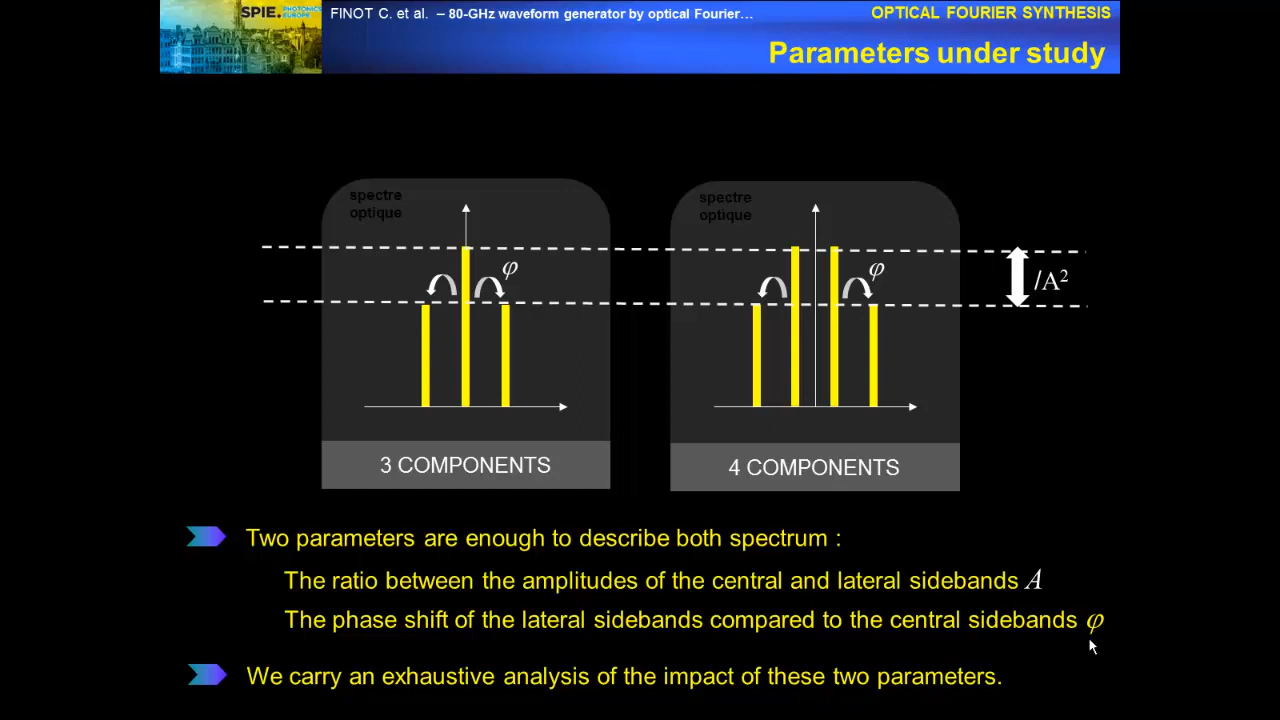 SPIE. PHOTONICS EUROPE
FINOT C. et al. – 80-GHz waveform generator by optical Fourier…
OPTICAL FOURIER SYNTHESIS
Parameters under study
spectre
optique
φ
3 COMPONENTS
spectre
optique
φ
/A²
4 COMPONENTS
Two parameters are enough to describe both spectrum :
The ratio between the amplitudes of the central and lateral sidebands A
The phase shift of the lateral sidebands compared to the central sidebands φ
We carry an exhaustive analysis of the impact of these two parameters.